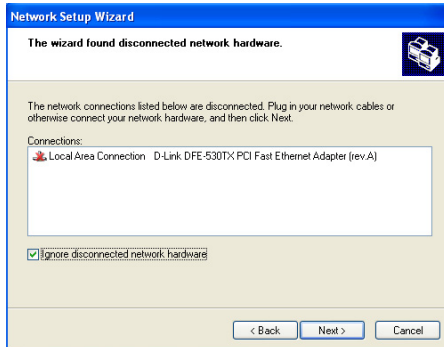 Network Setup Wizard
The wizard found disconnected network hardware.
The network connections listed below are disconnected. Plug in your network cables or
otherwise connect your network hardware, and then click Next.
Connections:
Local Area Connection D-Link DFE-530TX PCI Fast Ethernet Adapter (rev.A)
Ignore disconnected network hardware
< Back Next > Cancel